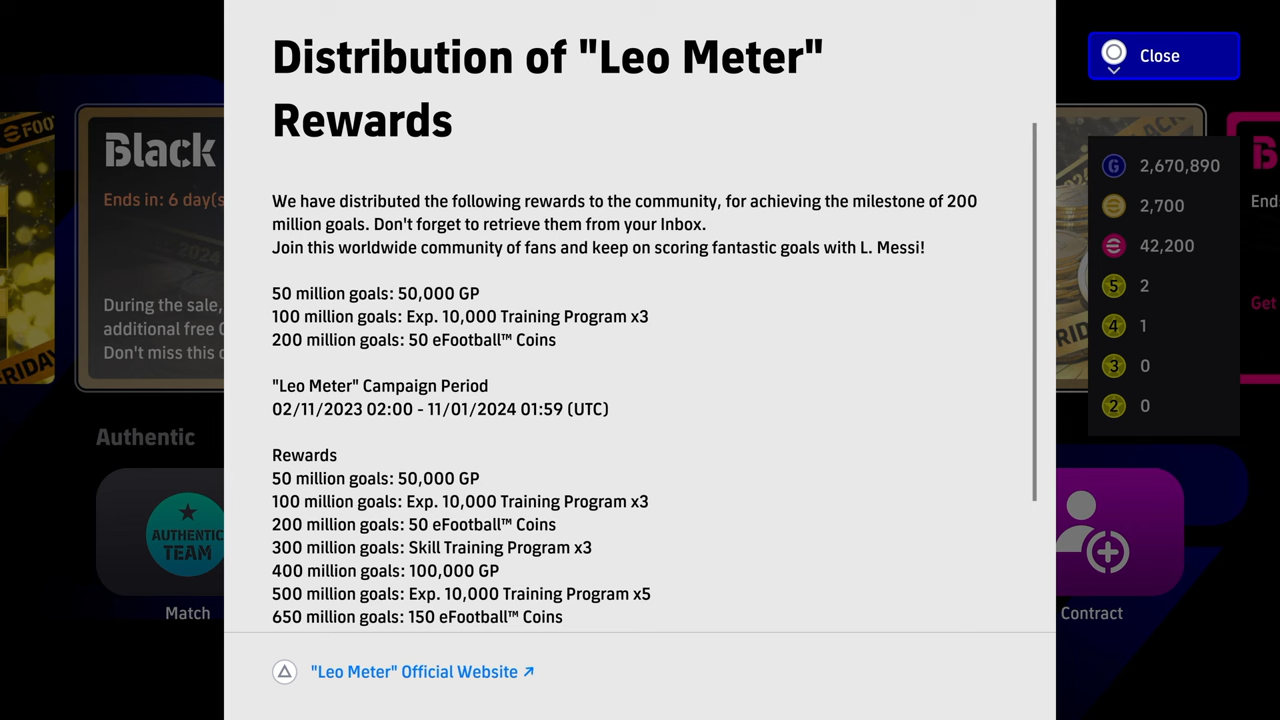 Distribution of "Leo Meter"
Rewards
We have distributed the following rewards to the community, for achieving the milestone of 200
million goals. Don't forget to retrieve them from your Inbox.
Join this worldwide community of fans and keep on scoring fantastic goals with L. Messi!
50 million goals: 50,000 GP
100 million goals: Exp. 10,000 Training Program x3
200 million goals: 50 eFootball™ Coins
"Leo Meter" Campaign Period
02/11/2023 02:00 - 11/01/2024 01:59 (UTC)
Rewards
50 million goals: 50,000 GP
100 million goals: Exp. 10,000 Training Program x3
200 million goals: 50 eFootball™ Coins
300 million goals: Skill Training Program x3
400 million goals: 100,000 GP
500 million goals: Exp. 10,000 Training Program x5
650 million goals: 150 eFootball™ Coins
"Leo Meter" Official Website
Close
G 2,670,890
2,700
42,200
5 2
4 1
3 0
2 0
Black
Ends in: 6 day(s
During the sale,
additional free
Don't miss this
Authentic
AUTHENTIC
TEAM
Match
Contract
Ends
Get
RIDAY